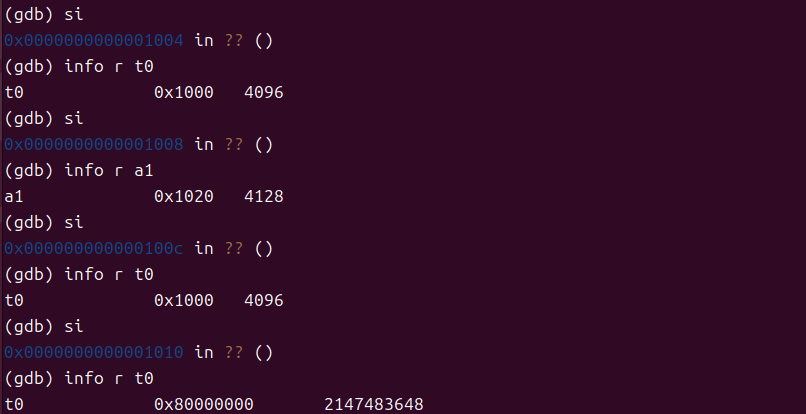 (gdb) si
0x0000000000001004 in ?? ()
(gdb) info r t0
t0             0x1000   4096
(gdb) si
0x0000000000001008 in ?? ()
(gdb) info r a1
a1             0x1020   4128
(gdb) si
0x000000000000100c in ?? ()
(gdb) info r t0
t0             0x1000   4096
(gdb) si
0x0000000000001010 in ?? ()
(gdb) info r t0
t0             0x80000000       2147483648